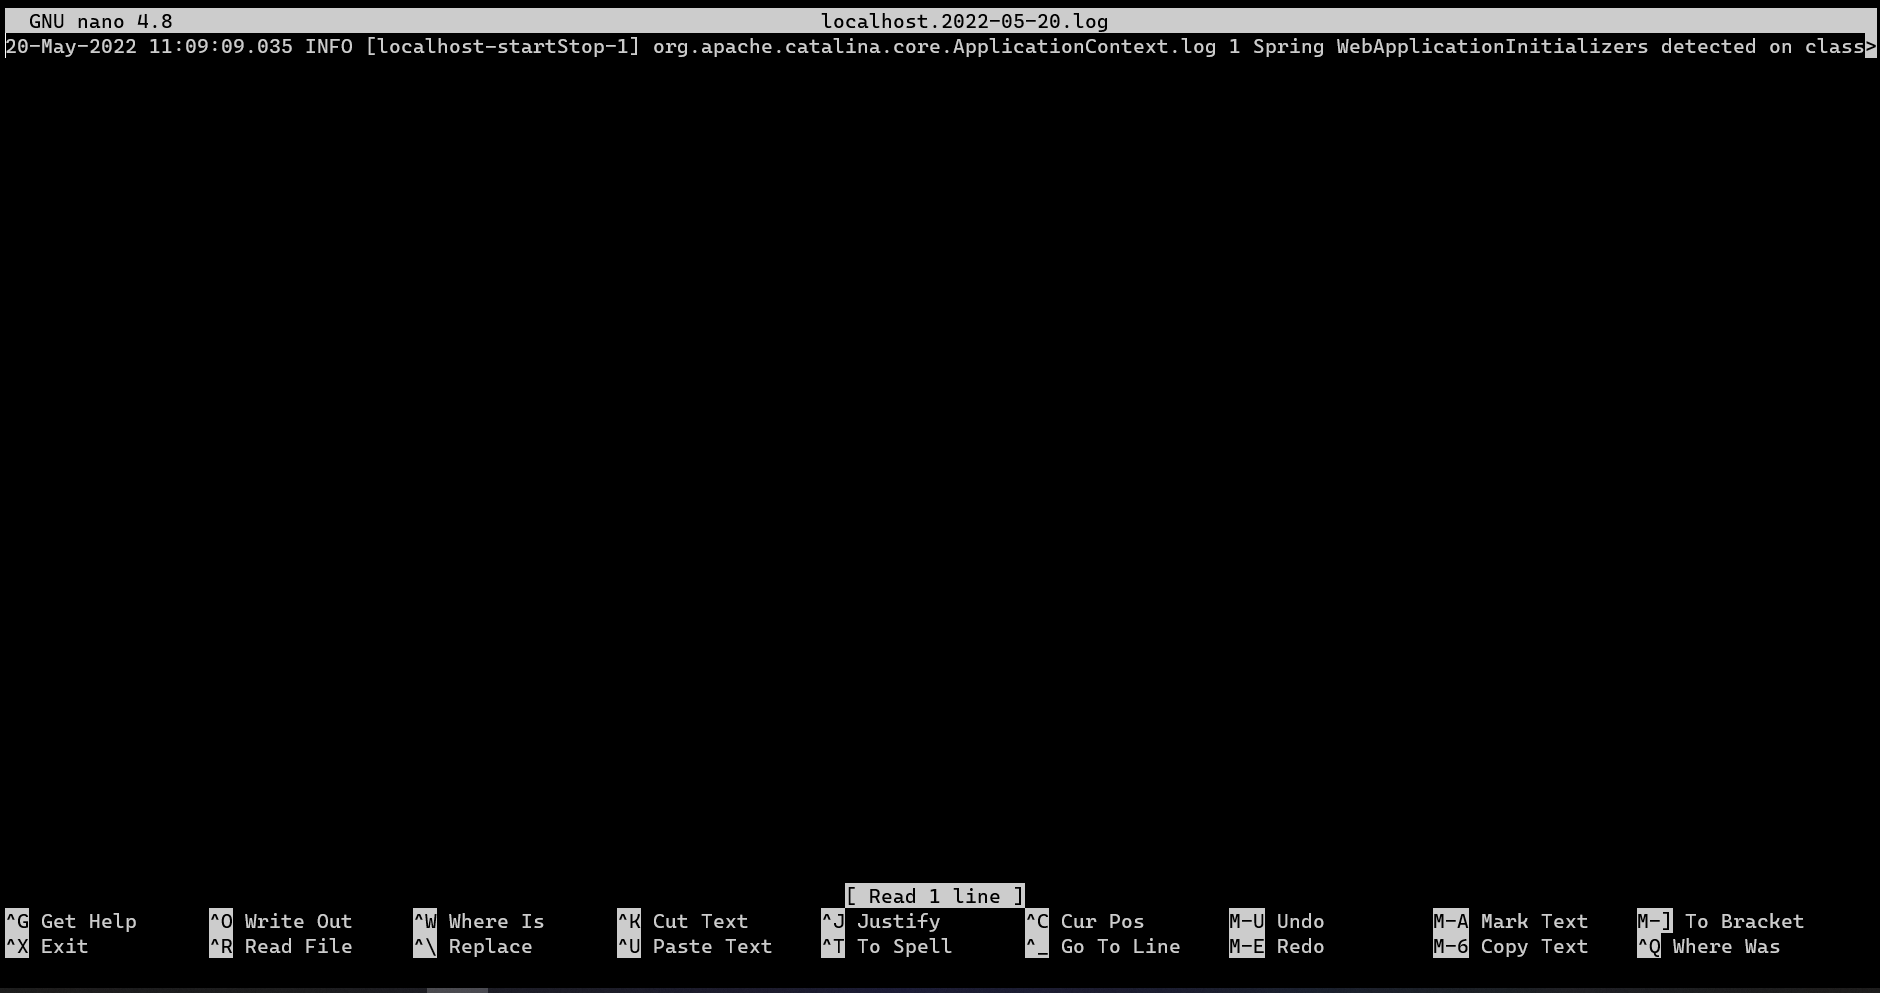 GNU nano 4.8 localhost.2022-05-20.log
20-May-2022 11:09:09.035 INFO [localhost-startStop-1] org.apache.catalina.core.ApplicationContext.log 1 Spring WebApplicationInitializers detected on class>
[ Read 1 line ]
^G Get Help ^O Write Out ^W Where Is ^K Cut Text ^J Justify ^C Cur Pos M-U Undo M-A Mark Text M-] To Bracket
^X Exit ^R Read File ^\ Replace ^U Paste Text ^T To Spell ^_ Go To Line M-E Redo M-6 Copy Text ^Q Where Was